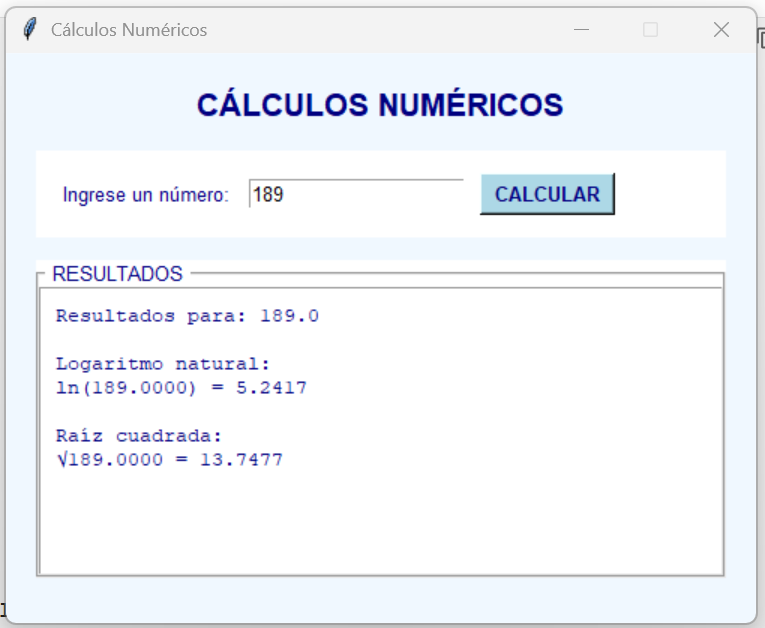 Cálculos Numéricos
CÁLCULOS NUMÉRICOS
Ingrese un número: 189 CALCULAR
RESULTADOS
Resultados para: 189.0
Logaritmo natural:
ln(189.0000) = 5.2417
Raíz cuadrada:
√189.0000 = 13.7477